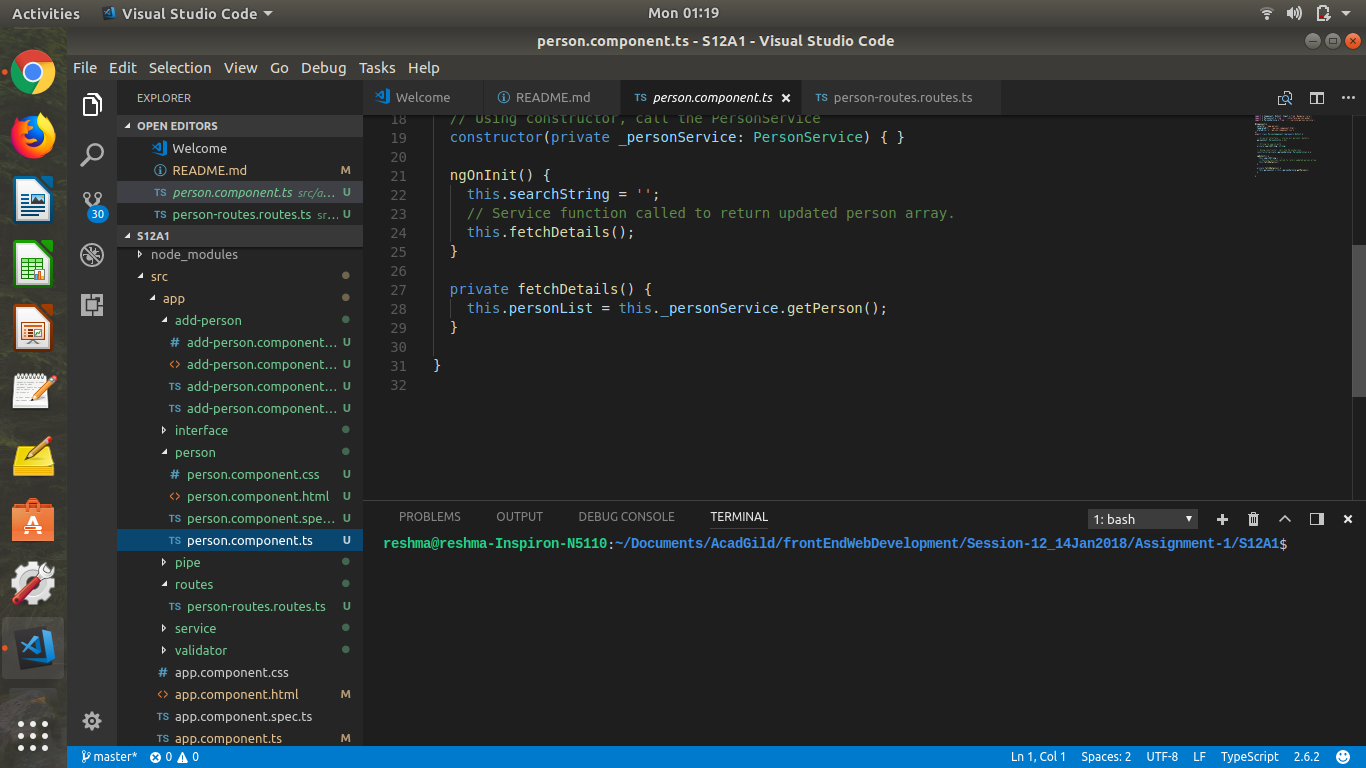 Activities Visual Studio Code Mon 01:19
person.component.ts - S12A1 - Visual Studio Code
File Edit Selection View Go Debug Tasks Help
EXPLORER
OPEN EDITORS
Welcome
README.md M
person.component.ts src/a... U
person-routes.routes.ts sr... U
S12A1
node_modules
src
app
add-person
# add-person.component... U
<> add-person.component... U
TS add-person.component... U
TS add-person.component... U
interface
person
# person.component.css U
<> person.component.html U
TS person.component.spe... U
TS person.component.ts U
pipe
routes
TS person-routes.routes.ts U
service
validator
# app.component.css
<> app.component.html M
TS app.component.spec.ts
TS app.component.ts M
30
Welcome README.md TS person.component.ts TS person-routes.routes.ts
18 // Using constructor, call the PersonService
19 constructor(private _personService: PersonService) { }
20
21 ngOnInit() {
22 this.searchString = '';
23 // Service function called to return updated person array.
24 this.fetchDetails();
25 }
26
27 private fetchDetails() {
28 this.personList = this._personService.getPerson();
29 }
30
31 }
32
PROBLEMS OUTPUT DEBUG CONSOLE TERMINAL 1: bash
reshma@reshma-Inspiron-N5110:~/Documents/AcadGild/frontEndWebDevelopment/Session-12_14Jan2018/Assignment-1/S12A1$
master* 0 0 Ln 1, Col 1 Spaces: 2 UTF-8 LF TypeScript 2.6.2